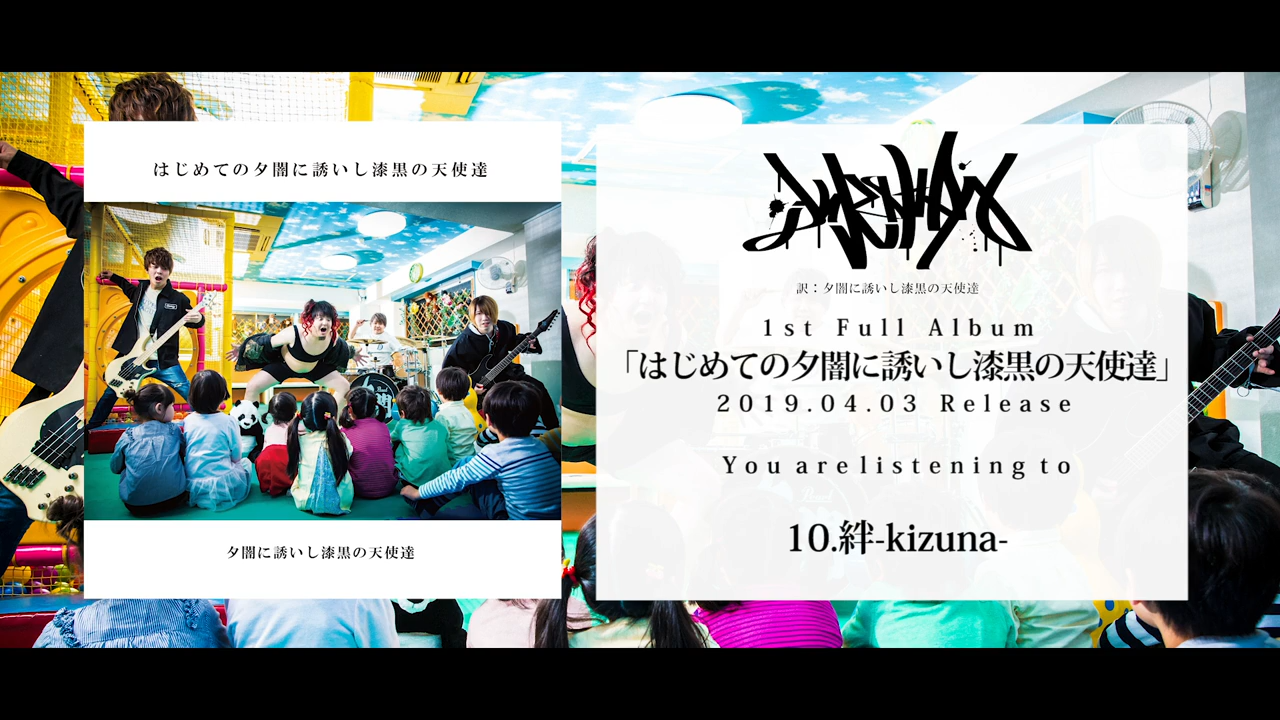 はじめての夕闇に誘いし漆黒の天使達
夕闇に誘いし漆黒の天使達
訳：夕闇に誘いし漆黒の天使達
1st Full Album
「はじめての夕闇に誘いし漆黒の天使達」
2019.04.03 Release
You are listening to
10.絆-kizuna-